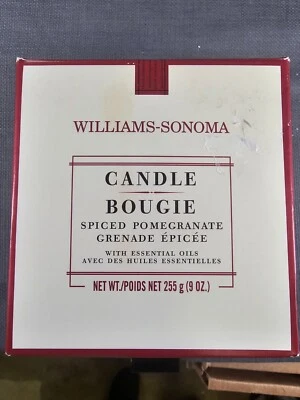 WILLIAMS-SONOMA
CANDLE
BOUGIE
SPICED POMEGRANATE
GRENADE ÉPICÉE
WITH ESSENTIAL OILS
AVEC DES HUILES ESSENTIELLES
NET WT./POIDS NET 255 g (9 OZ.)